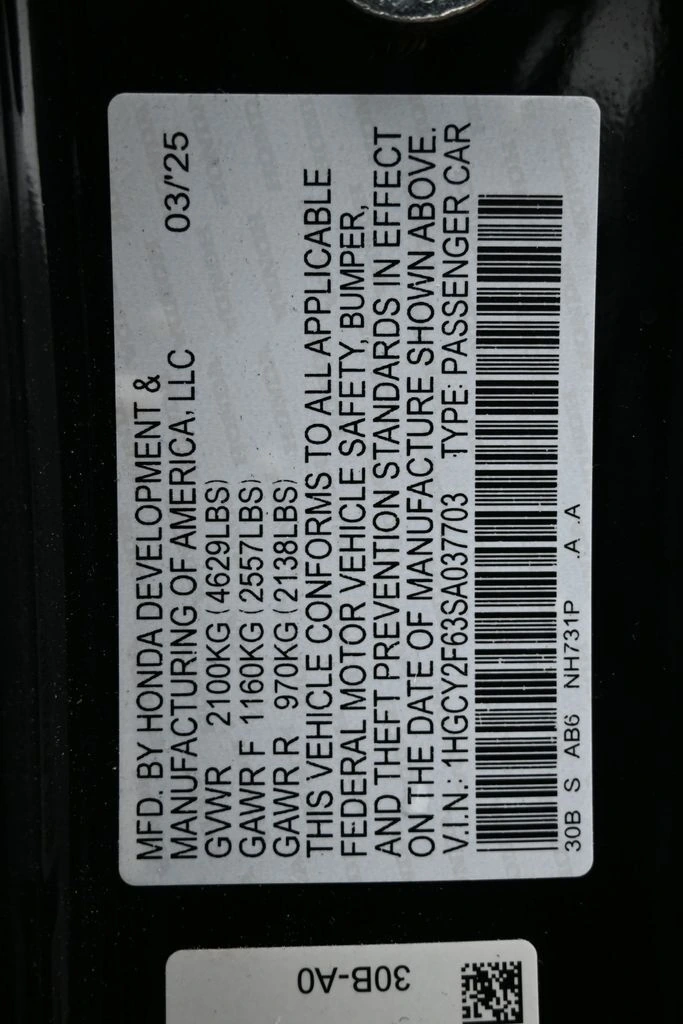 MFD. BY HONDA DEVELOPMENT &
MANUFACTURING OF AMERICA, LLC 03/'25
GVWR 2100KG (4629LBS)
GAWR F 1160KG (2557LBS)
GAWR R 970KG (2138LBS)
THIS VEHICLE CONFORMS TO ALL APPLICABLE
FEDERAL MOTOR VEHICLE SAFETY, BUMPER,
AND THEFT PREVENTION STANDARDS IN EFFECT
ON THE DATE OF MANUFACTURE SHOWN ABOVE.
V.I.N.: 1HGCY2F63SA037703 TYPE: PASSENGER CAR
30B S AB6 NH731P .A .A
30B-A0